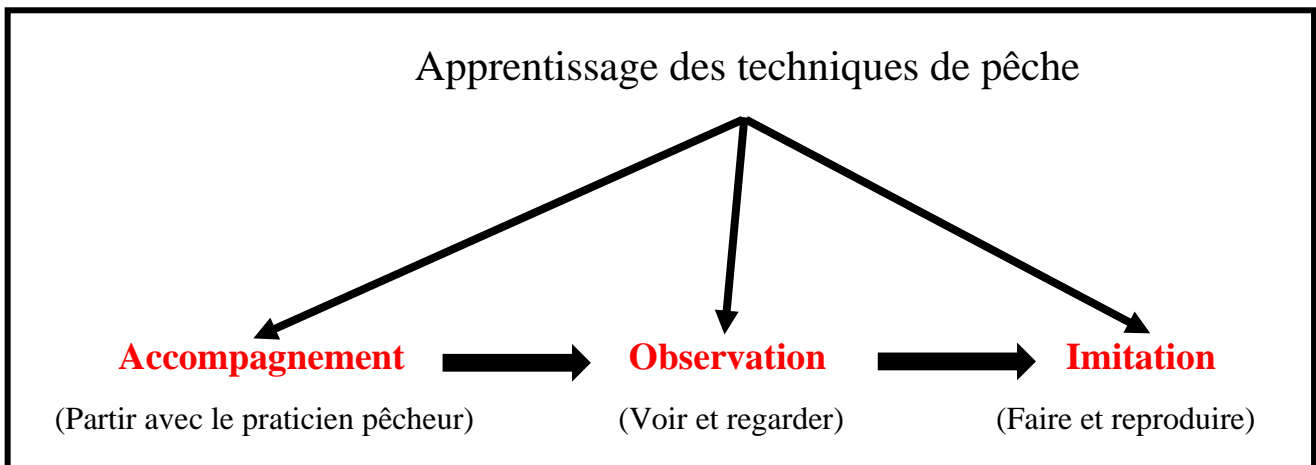 Apprentissage des techniques de pêche
Accompagnement Observation Imitation
(Partir avec le praticien pêcheur) (Voir et regarder) (Faire et reproduire)